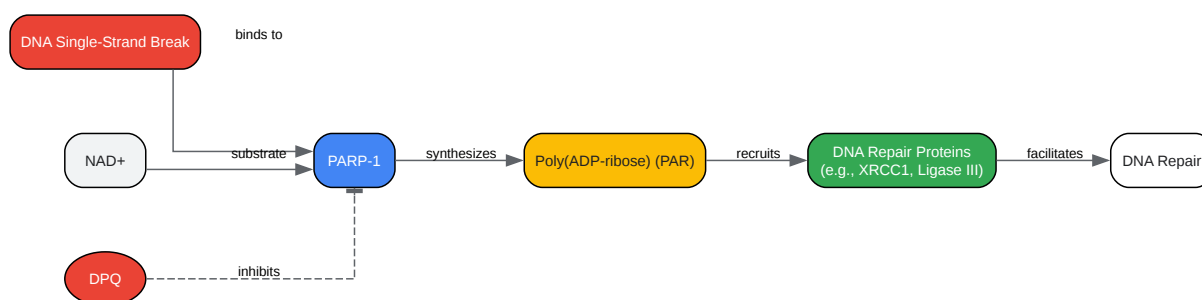 DNA Single-Strand Break
binds to
NAD+
substrate
PARP-1
synthesizes
Poly(ADP-ribose) (PAR)
recruits
DNA Repair Proteins
(e.g., XRCC1, Ligase III)
facilitates
DNA Repair
DPQ
inhibits